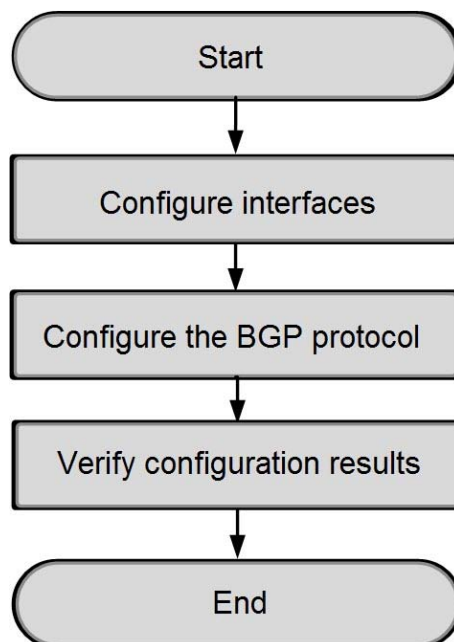 Start
Configure interfaces
Configure the BGP protocol
Verify configuration results
End